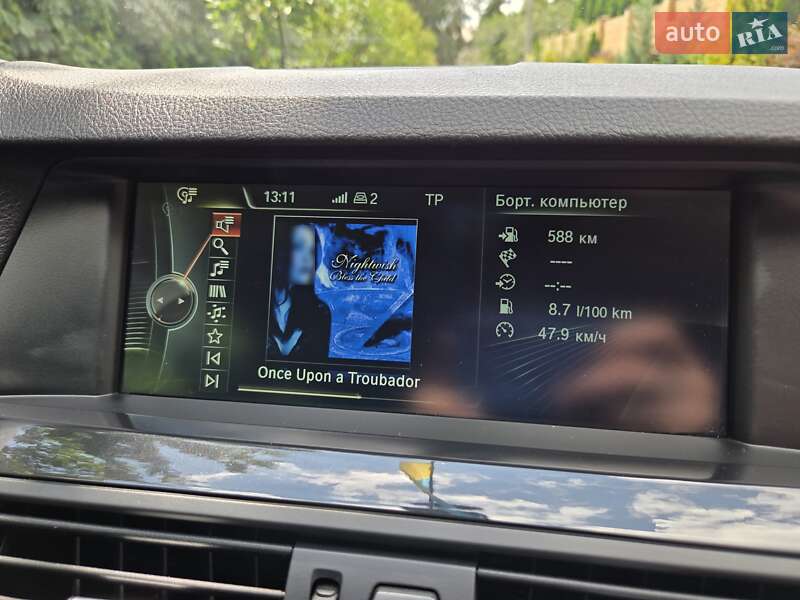 auto RIA
.com
13:11 2 TP
Борт. компьютер
588 км
----
--:--
8.7 l/100 km
47.9 км/ч
Nightwish
Bless the Child
Once Upon a Troubador